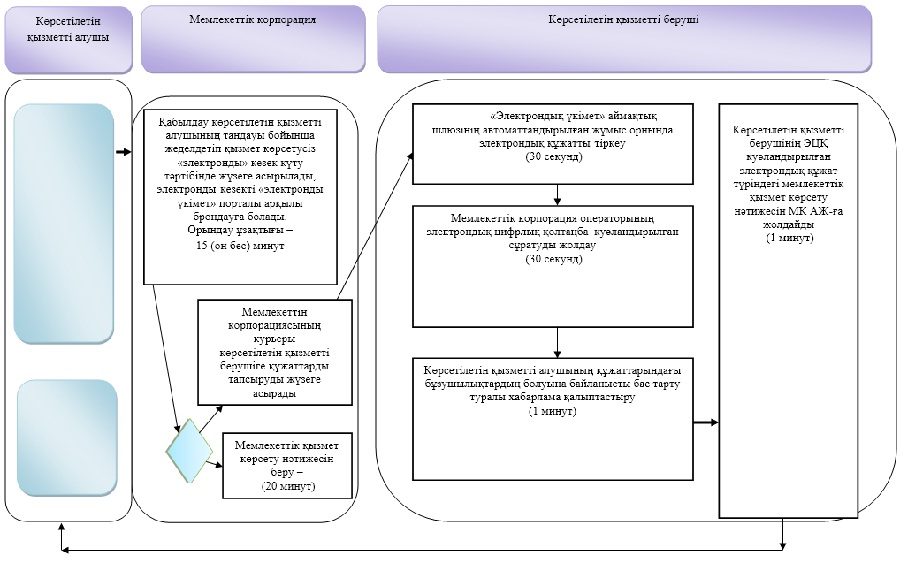 Көрсетілетін
қызметті алушы
Мемлекеттік корпорация
Көрсетілетін қызметті беруші
Қабылдау көрсетілетін қызметті
алушының таңдауы бойынша
жеделдетіп қызмет көрсетусіз
«электронды» кезек күту
тәртібінде жүзеге асырылады,
электронды кезекті «электронды
үкімет» порталы арқылы
брондауға болады.
Орындау ұзақтығы –
15 (он бес) минут
Мемлекеттін
корпорациясының
курьеры
көрсетілетін қызметті
берушіге құжаттарды
тапсыруды жүзеге
асырады
Мемлекеттік қызмет
көрсету нәтижесін
беру –
(20 минут)
«Электрондық үкімет» аймақтық
шлюзінің автоматтандырылған жұмыс орнында
электрондық құжатты тіркеу
(30 секунд)
Мемлекеттік корпорация операторының
электрондық цифрлық қолтаңба куәландырылған
сұратуды жолдау
(30 секунд)
Көрсетілетін қызметті алушының құжаттарындағы
бұзушылықтардың болуына байланысты бас тарту
туралы хабарлама қалыптастыру
(1 минут)
Көрсетілетін қызметті
берушінің ЭЦҚ
куәландырылған
электрондық құжат
түріндегі мемлекеттік
қызмет көрсету
нәтижесін МК АЖ-ға
жолдайды
(1 минут)